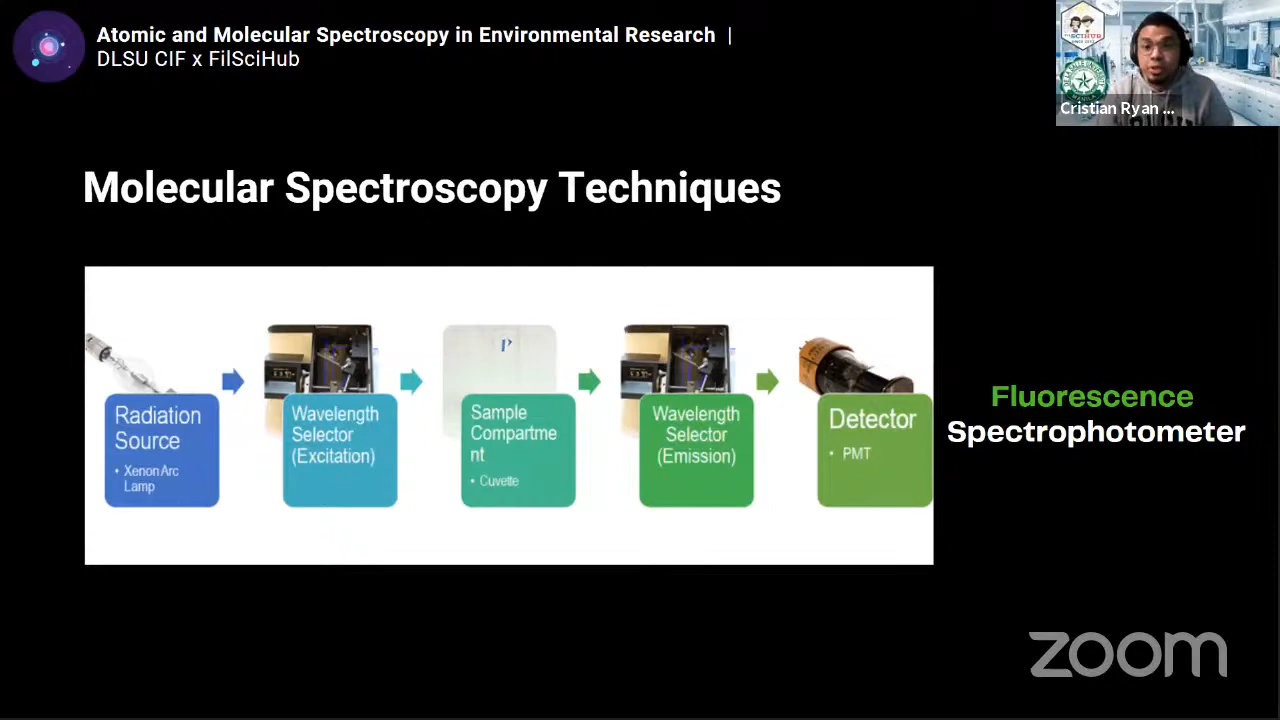 Atomic and Molecular Spectroscopy in Environmental Research |
DLSU CIF x FilSciHub
Cristian Ryan ...
Molecular Spectroscopy Techniques
Radiation
Source
• Xenon Arc
Lamp
Wavelength
Selector
(Excitation)
Sample
Compartme
nt
• Cuvette
Wavelength
Selector
(Emission)
Detector
• PMT
Fluorescence
Spectrophotometer
zoom